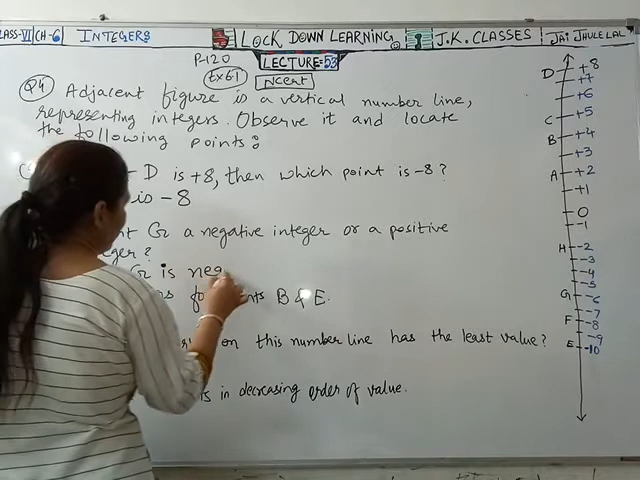 LASS-VI CH-6 INTEGERS LOCK DOWN LEARNING J.K. CLASSES JAI JHULELAL
P-120 LECTURE:53
Ex 6.1 Ncert
Q4 Adjacent figure is a vertical number line,
representing integers. Observe it and locate
the following points:
D is +8, then which point is -8?
is -8
G a negative integer or a positive
ger?
G is neg
B & E.
on this number line has the least value?
s in decreasing order of value.
D +8
+7
+6
C +5
B +4
+3
A +2
+1
0
-1
H -2
-3
-4
-5
G -6
-7
F -8
-9
E -10